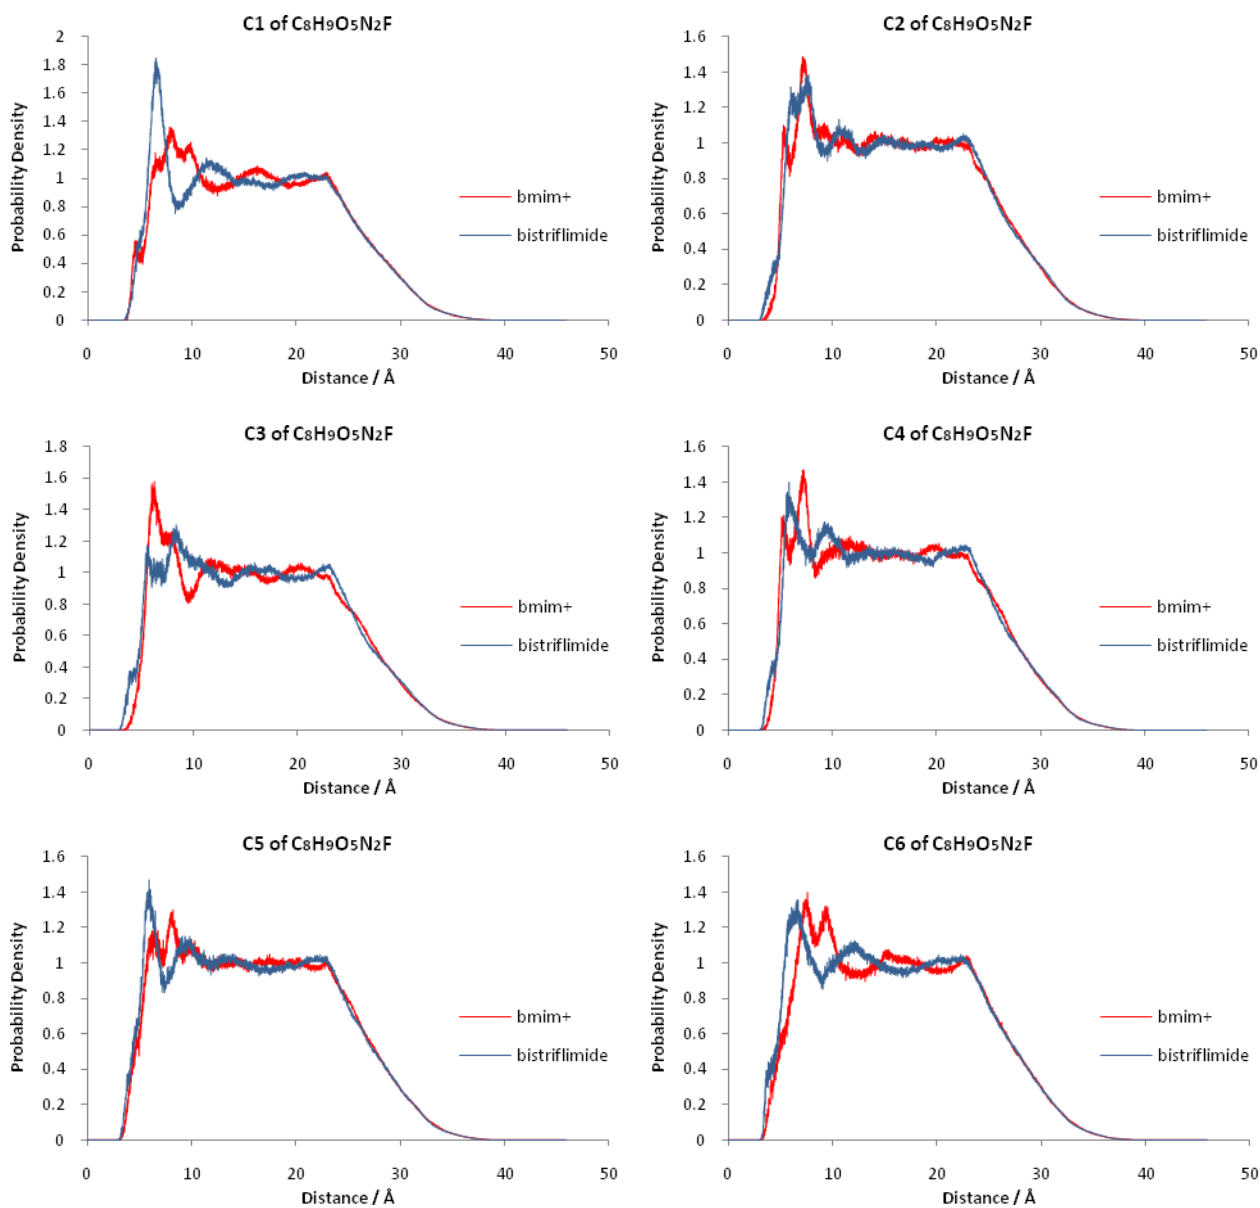 C1 of C₈H₉O₅N₂F
2
1.8
1.6
1.4
1.2
1
0.8
0.6
0.4
0.2
0
Probability Density
bmim+
bistriflimide
0 10 20 30 40 50
Distance / Å
C2 of C₈H₉O₅N₂F
1.6
1.4
1.2
1
0.8
0.6
0.4
0.2
0
Probability Density
bmim+
bistriflimide
0 10 20 30 40 50
Distance / Å
C3 of C₈H₉O₅N₂F
1.8
1.6
1.4
1.2
1
0.8
0.6
0.4
0.2
0
Probability Density
bmim+
bistriflimide
0 10 20 30 40 50
Distance / Å
C4 of C₈H₉O₅N₂F
1.6
1.4
1.2
1
0.8
0.6
0.4
0.2
0
Probability Density
bmim+
bistriflimide
0 10 20 30 40 50
Distance / Å
C5 of C₈H₉O₅N₂F
1.6
1.4
1.2
1
0.8
0.6
0.4
0.2
0
Probability Density
bmim+
bistriflimide
0 10 20 30 40 50
Distance / Å
C6 of C₈H₉O₅N₂F
1.6
1.4
1.2
1
0.8
0.6
0.4
0.2
0
Probability Density
bmim+
bistriflimide
0 10 20 30 40 50
Distance / Å